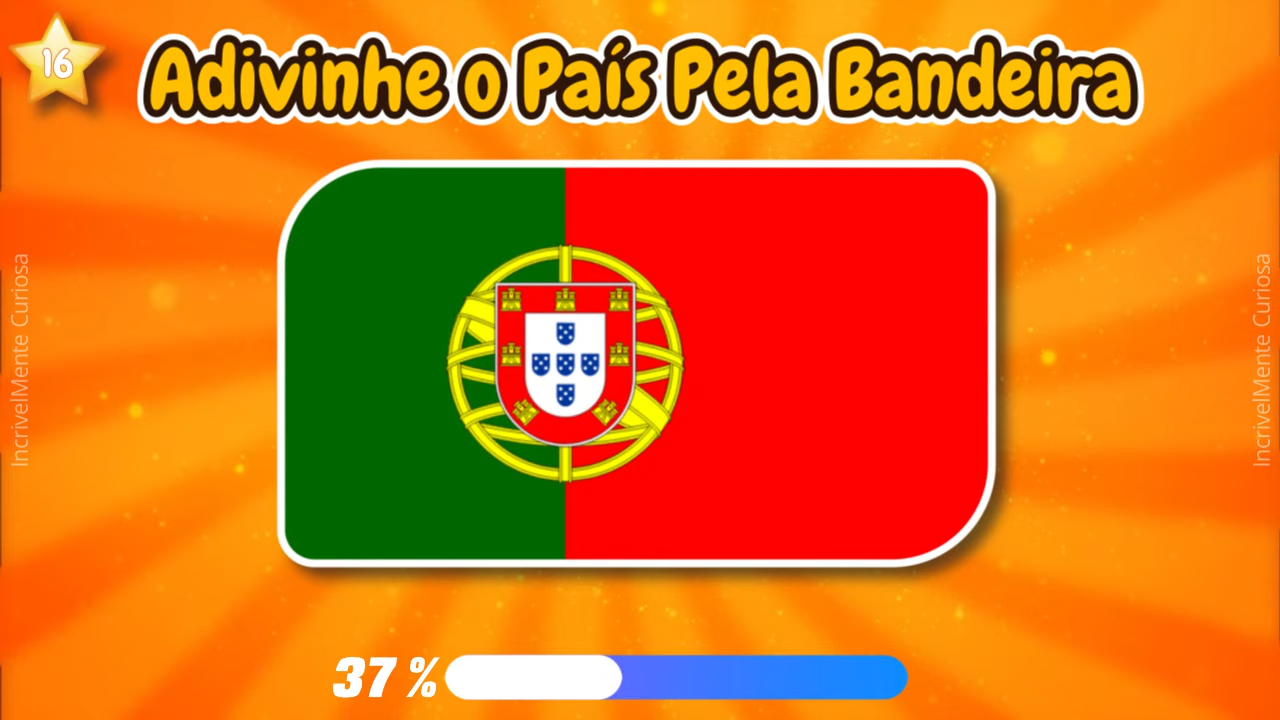 16
Adivinhe o País Pela Bandeira
IncrivelMente Curiosa
IncrivelMente Curiosa
37 %